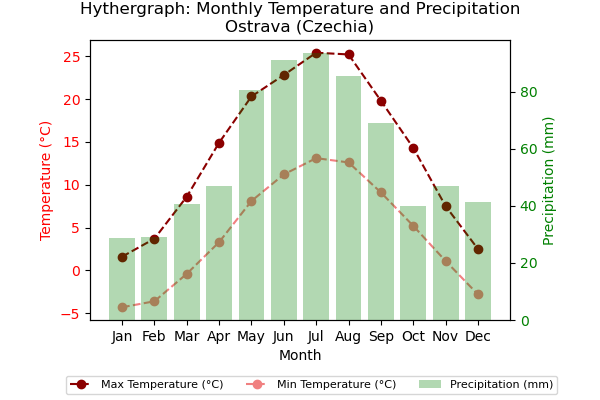 Hythergraph: Monthly Temperature and Precipitation
Ostrava (Czechia)
25
20
15
10
5
0
−5
Temperature (°C)
80
60
40
20
0
Precipitation (mm)
Jan Feb Mar Apr May Jun Jul Aug Sep Oct Nov Dec
Month
Max Temperature (°C) Min Temperature (°C) Precipitation (mm)